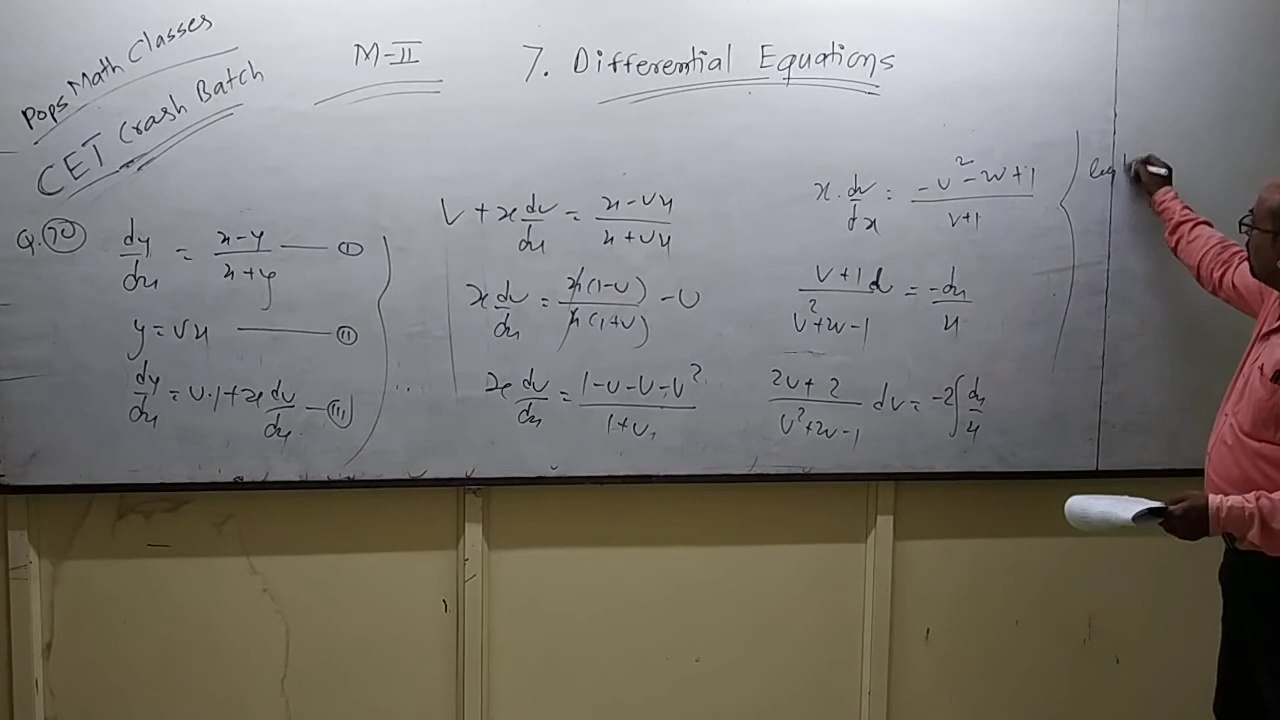 Pops Math Classes
CET Crash Batch
M-II
7. Differential Equations
Q. 70
dy/dx = x-y/x+y — I
y = vx — II
dy/dx = v.1 + x dv/dx — III
v + x dv/dx = x-vx/x+vx
x dv/dx = x(1-v)/x(1+v) - v
x dv/dx = 1-v-v-v²/1+v
x. dv/dx = -v²-2v+1/v+1
v+1 d/v²+2v-1 = -dx/x
2v+2/v²+2v-1 dv = -2∫dx/x
log